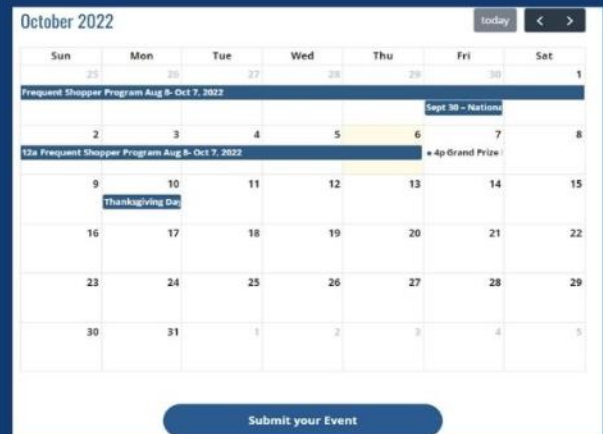 October 2022
today < >
Sun Mon Tue Wed Thu Fri Sat
25 26 27 28 29 30 1
Frequent Shopper Program Aug 8- Oct 7, 2022
Sept 30 – Nationa
2 3 4 5 6 7 8
12a Frequent Shopper Program Aug 8- Oct 7, 2022
4p Grand Prize
9 10 11 12 13 14 15
Thanksgiving Day
16 17 18 19 20 21 22
23 24 25 26 27 28 29
30 31 1 2 3 4 5
Submit your Event